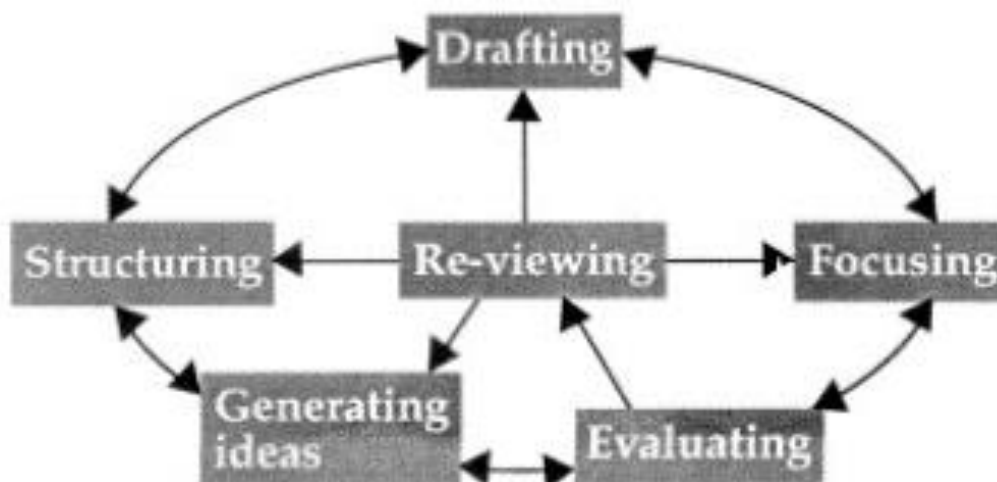 Drafting
Structuring
Re-viewing
Focusing
Generating
ideas
Evaluating